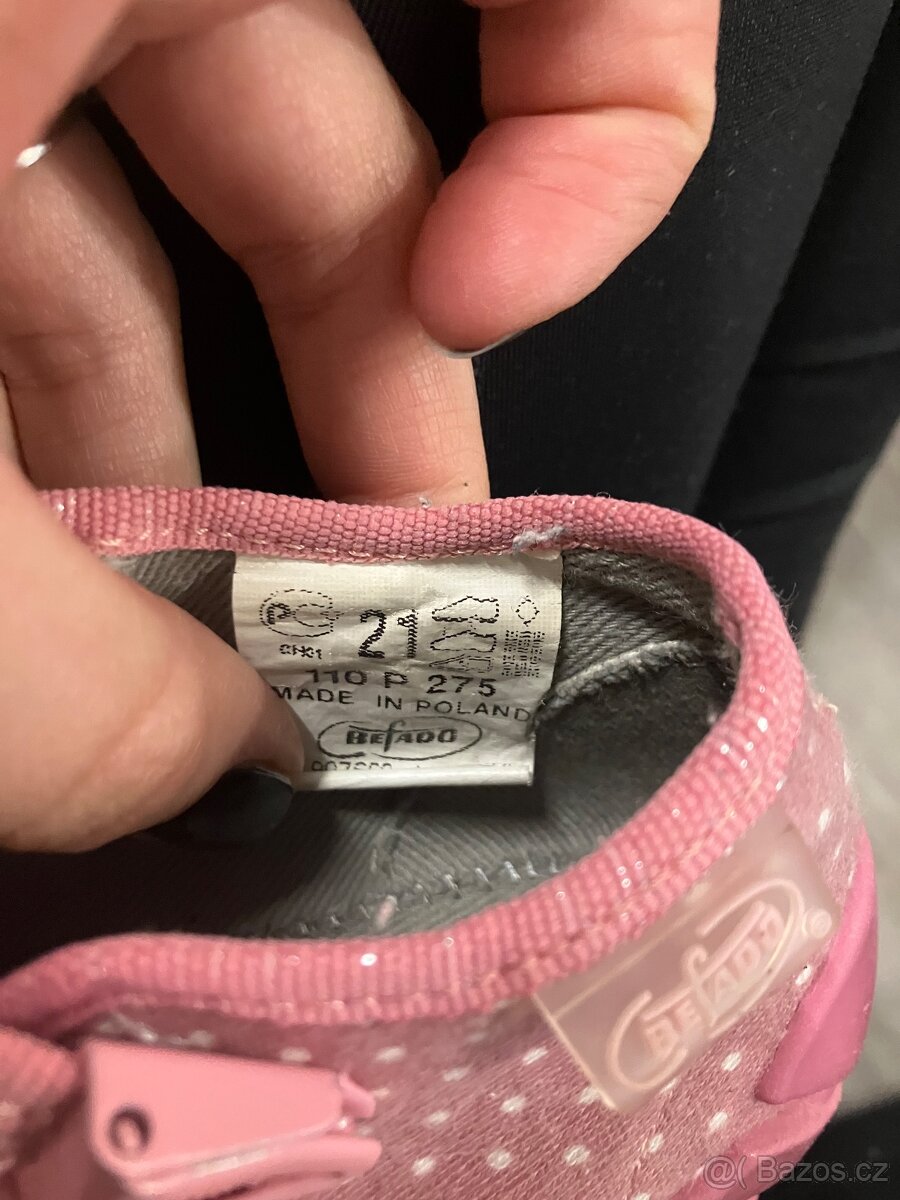 21
110 P 275
MADE IN POLAND
BEfADO
BEfADO ®
@( Bazos.cz